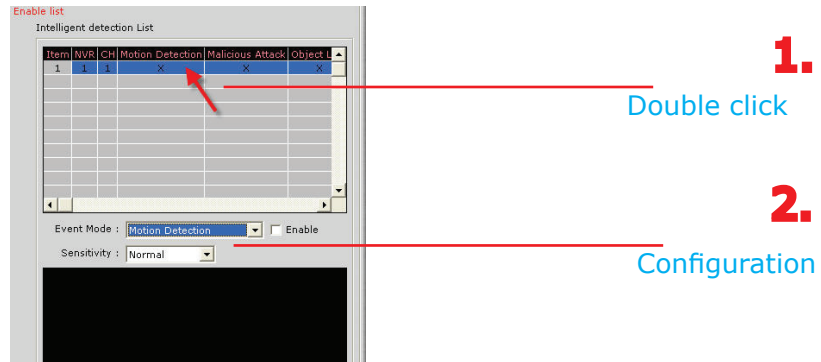 Enable list
Intelligent detection List
Item NVR CH Motion Detection Malicious Attack Object L
1 1 1 X X X
1.
Double click
2.
Event Mode : Motion Detection Enable
Sensitivity : Normal
Configuration